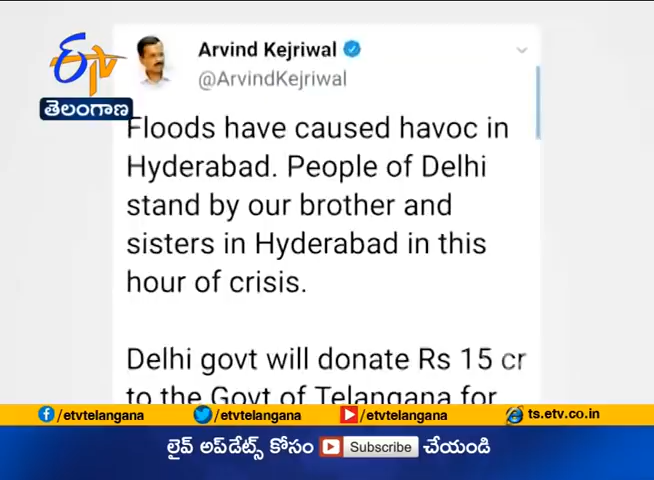 ETV
తెలంగాణ
Arvind Kejriwal
@ArvindKejriwal
Floods have caused havoc in
Hyderabad. People of Delhi
stand by our brother and
sisters in Hyderabad in this
hour of crisis.
Delhi govt will donate Rs 15 cr
to the Govt of Telangana for
/etvtelangana /etvtelangana /etvtelangana ts.etv.co.in
లైవ్ అప్‌డేట్స్ కోసం Subscribe చేయండి